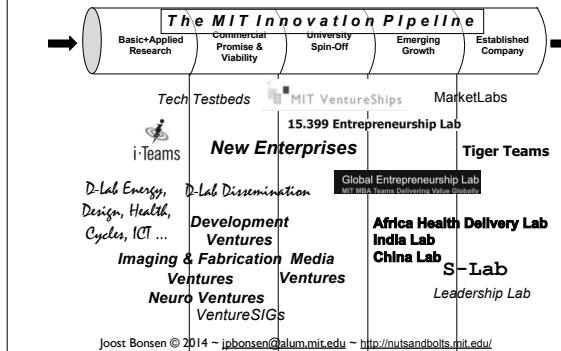 The MIT Innovation Pipeline
Basic+Applied
Research
Commercial
Promise &
Viability
University
Spin-Off
Emerging
Growth
Established
Company
Tech Testbeds
MIT VentureShips
MarketLabs
15.399 Entrepreneurship Lab
i·Teams
New Enterprises
Tiger Teams
Global Entrepreneurship Lab
MIT MBA Teams Delivering Value Globally
D-Lab Energy,
Design, Health,
Cycles, ICT ...
D-Lab Dissemination
Development
Ventures
Africa Health Delivery Lab
India Lab
China Lab
Imaging & Fabrication
Ventures
Media
Ventures
S-Lab
Neuro Ventures
Leadership Lab
VentureSIGs
Joost Bonsen © 2014 ~ jpbonsen@alum.mit.edu ~ http://nutsandbolts.mit.edu/